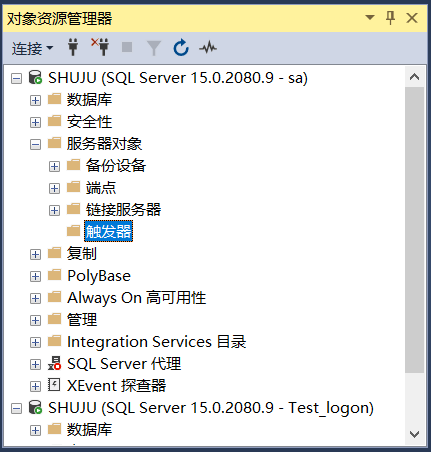 对象资源管理器
连接
SHUJU (SQL Server 15.0.2080.9 - sa)
数据库
安全性
服务器对象
备份设备
端点
链接服务器
触发器
复制
PolyBase
Always On 高可用性
管理
Integration Services 目录
SQL Server 代理
XEvent 探查器
SHUJU (SQL Server 15.0.2080.9 - Test_logon)
数据库